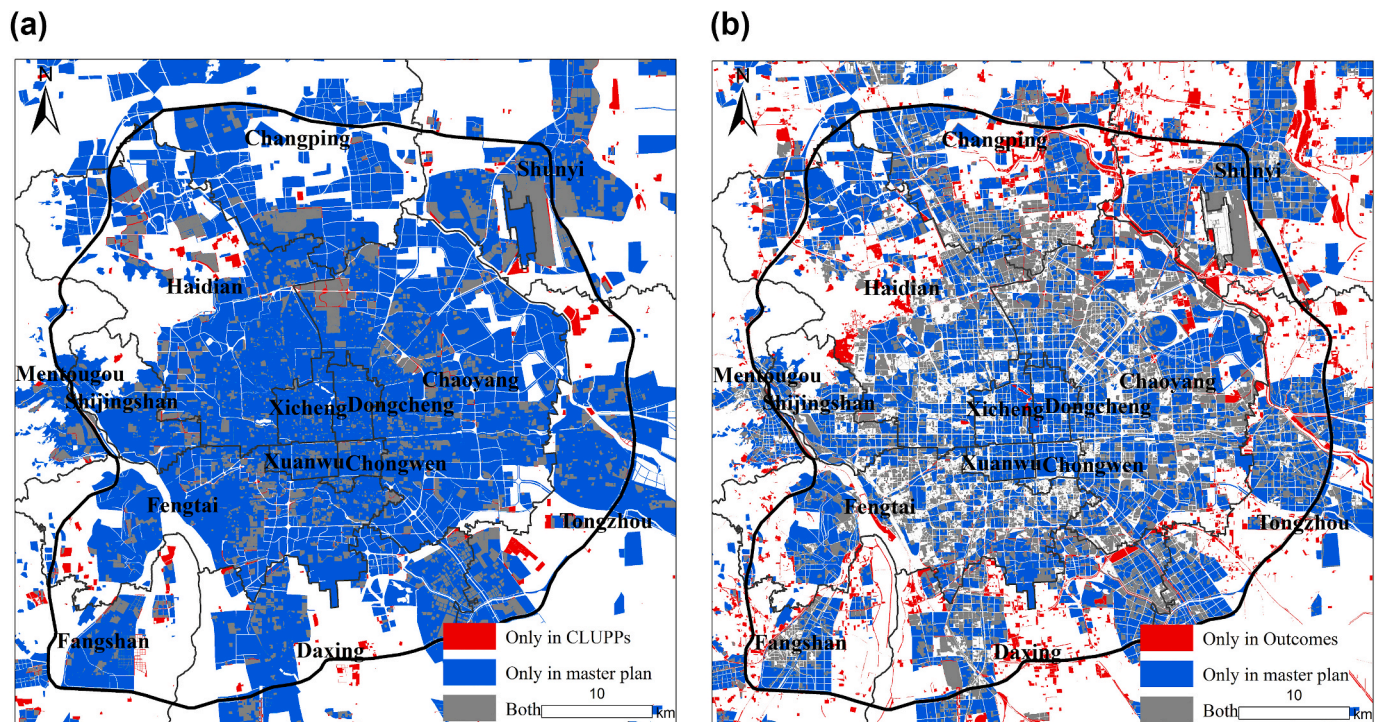 (a)
N
Changping
Shunyi
Haidian
Mentougou
Shijingshan
Chaoyang
Xicheng Dongcheng
Xuanwu Chongwen
Fengtai
Tongzhou
Fangshan
Daxing
Only in CLUPPs
Only in master plan
Both
10
km
(b)
N
Changping
Shunyi
Haidian
Mentougou
Shijingshan
Chaoyang
Xicheng Dongcheng
Xuanwu Chongwen
Fengtai
Tongzhou
Fangshan
Daxing
Only in Outcomes
Only in master plan
Both
10
km